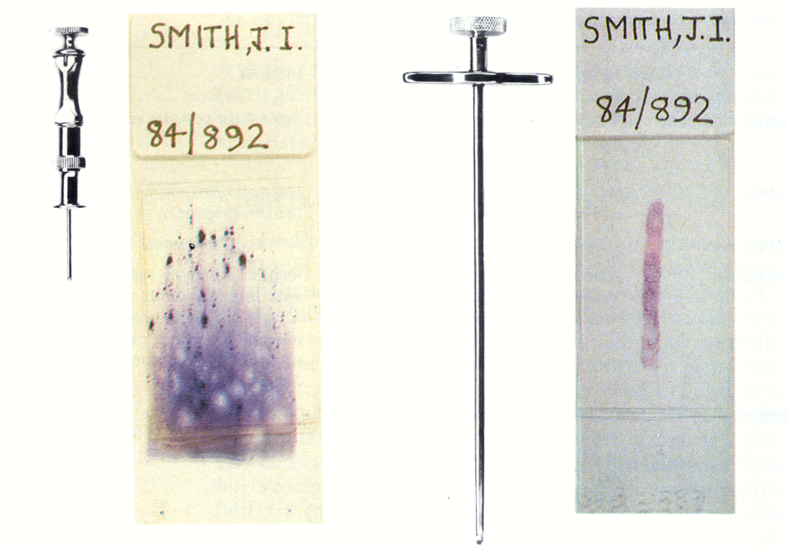 SMITH, J. I.
84/892
SMITH, J. I.
84/892